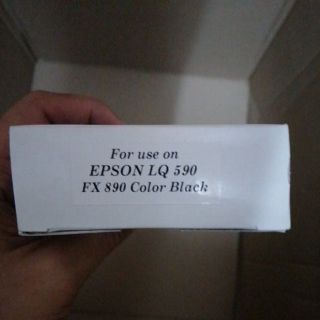 For use on
EPSON LQ 590
FX 890 Color Black